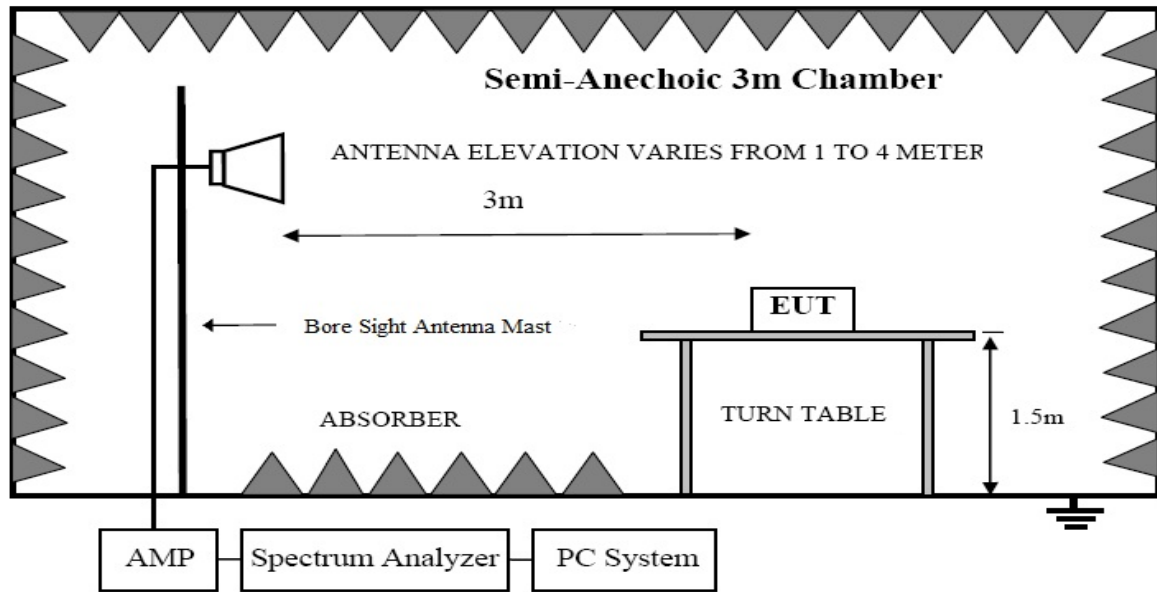 Semi-Anechoic 3m Chamber
ANTENNA ELEVATION VARIES FROM 1 TO 4 METER
3m
EUT
Bore Sight Antenna Mast
ABSORBER
TURN TABLE
1.5m
AMP
Spectrum Analyzer
PC System